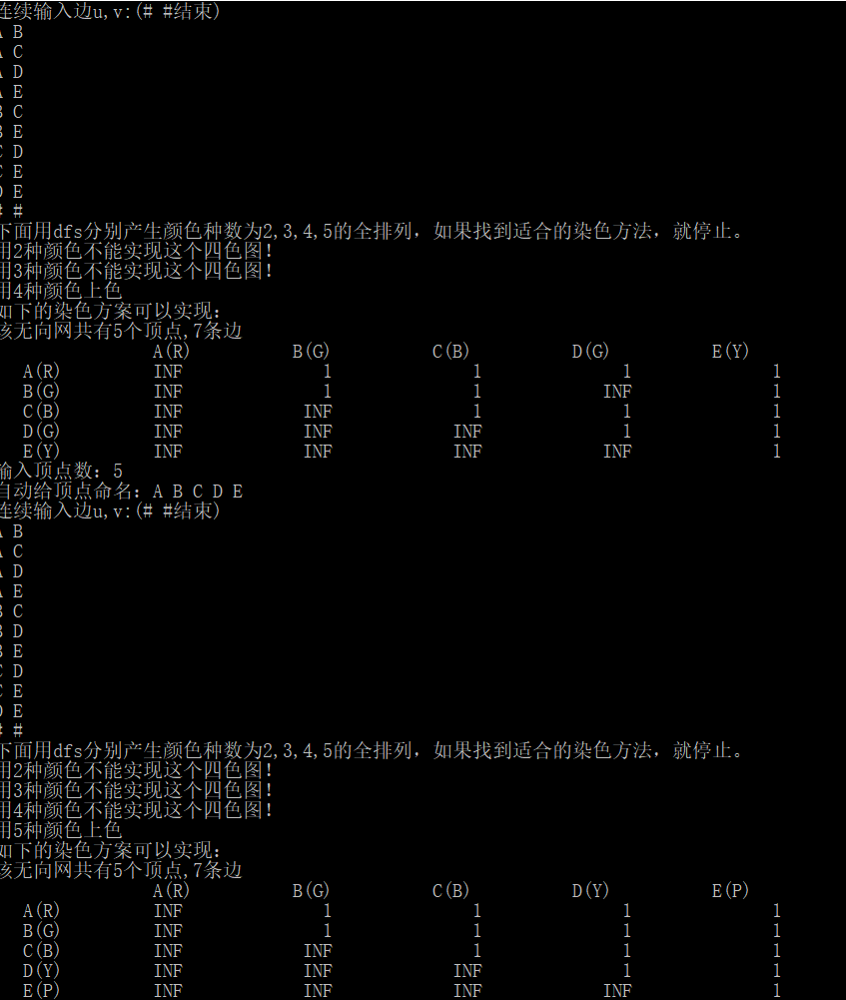 连续输入边u,v:(# #结束)
A B
A C
A D
A E
B C
B E
C D
C E
D E
# #
下面用dfs分别产生颜色种数为2,3,4,5的全排列，如果找到适合的染色方法，就停止。
用2种颜色不能实现这个四色图!
用3种颜色不能实现这个四色图!
用4种颜色上色
如下的染色方案可以实现:
该无向网共有5个顶点,7条边
A(R) B(G) C(B) D(G) E(Y)
A(R) INF 1 1 1 1
B(G) INF 1 1 INF 1
C(B) INF INF 1 1 1
D(G) INF INF INF 1 1
E(Y) INF INF INF INF 1
输入顶点数: 5
自动给顶点命名: A B C D E
连续输入边u,v:(# #结束)
A B
A C
A D
A E
B C
B D
B E
C D
C E
D E
# #
下面用dfs分别产生颜色种数为2,3,4,5的全排列，如果找到适合的染色方法，就停止。
用2种颜色不能实现这个四色图!
用3种颜色不能实现这个四色图!
用4种颜色不能实现这个四色图!
用5种颜色上色
如下的染色方案可以实现:
该无向网共有5个顶点,7条边
A(R) B(G) C(B) D(Y) E(P)
A(R) INF 1 1 1 1
B(G) INF 1 1 1 1
C(B) INF INF 1 1 1
D(Y) INF INF INF 1 1
E(P) INF INF INF INF 1